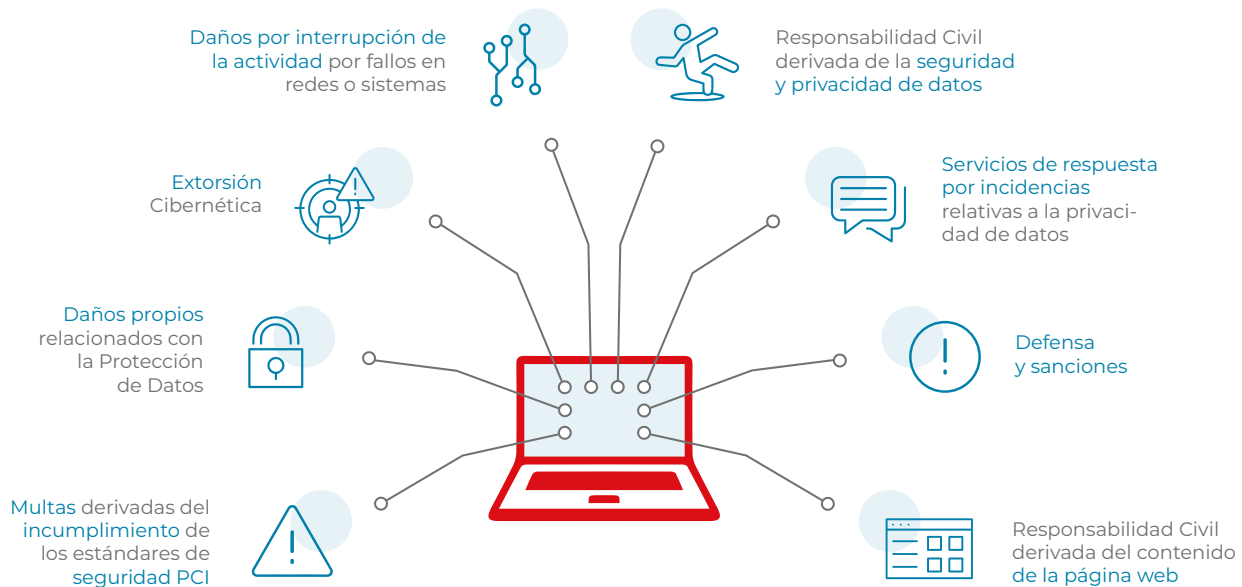 Daños por interrupción de
la actividad por fallos en
redes o sistemas
Responsabilidad Civil
derivada de la seguridad
y privacidad de datos
Extorsión
Cibernética
Servicios de respuesta
por incidencias
relativas a la privaci-
dad de datos
Daños propios
relacionados con
la Protección
de Datos
Defensa
y sanciones
Multas derivadas del
incumplimiento de
los estándares de
seguridad PCI
Responsabilidad Civil
derivada del contenido
de la página web